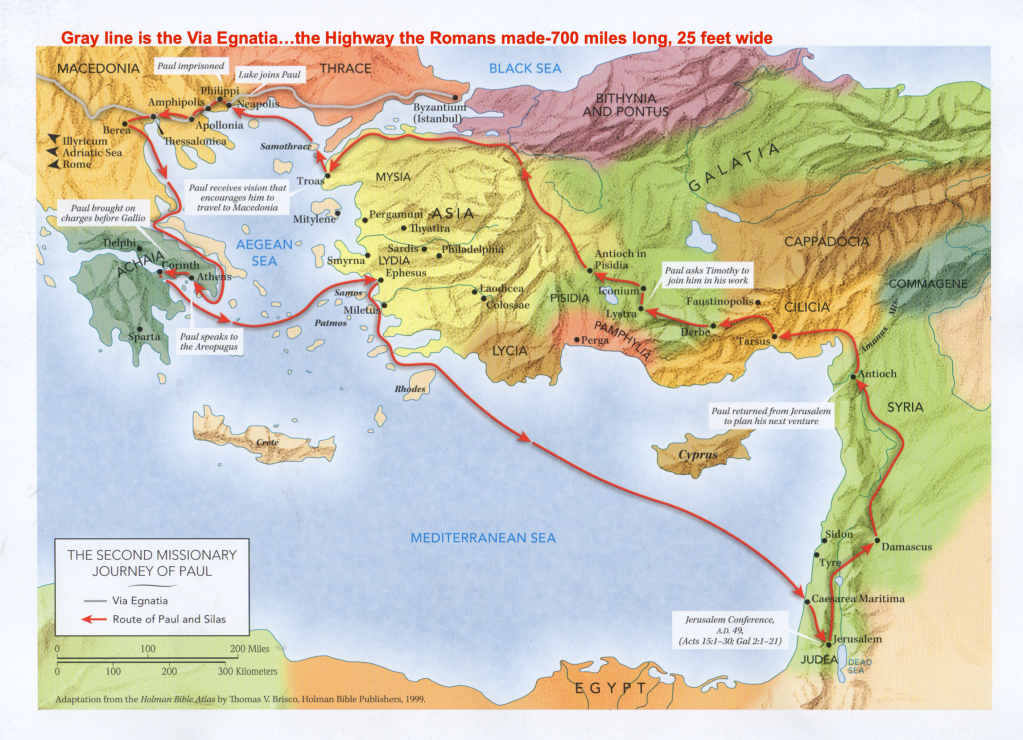 Gray line is the Via Egnatia…the Highway the Romans made-700 miles long, 25 feet wide
MACEDONIA
Paul imprisoned
Luke joins Paul
THRACE
BLACK SEA
Philippi
Amphipolis
Neapolis
Byzantium
(Istanbul)
BITHYNIA
AND PONTUS
Apollonia
Berea
Thessalonica
Illyricum
Adriatic Sea
Rome
Samothrace
GALATIA
Troas
MYSIA
Paul receives vision that
encourages him to
travel to Macedonia
Mitylene
Pergamum
ASIA
Thyatira
Paul brought on
charges before Gallio
AEGEAN
SEA
Delphi
ACHAIA
Corinth
Athens
Sardis
Philadelphia
Smyrna
LYDIA
Ephesus
CAPPADOCIA
Antioch in
Pisidia
Paul asks Timothy to
join him in his work
COMMAGENE
Iconium
PISIDIA
Laodicea
Colossae
Samos
Miletus
Patmos
Lystra
Faustinopolis
CILICIA
Derbe
Tarsus
Amanus Mts.
Sparta
Paul speaks to
the Areopagus
PAMPHYLIA
Perga
LYCIA
Antioch
Rhodes
SYRIA
Paul returned from Jerusalem
to plan his next venture
Crete
Cyprus
MEDITERRANEAN SEA
Sidon
Damascus
Tyre
THE SECOND MISSIONARY
JOURNEY OF PAUL
Via Egnatia
Route of Paul and Silas
Caesarea Maritima
Jerusalem Conference,
A.D. 49,
(Acts 15:1–30; Gal 2:1–21)
Jerusalem
JUDEA
DEAD
SEA
0 100 200 Miles
0 100 200 300 Kilometers
EGYPT
Adaptation from the Holman Bible Atlas by Thomas V. Brisco, Holman Bible Publishers, 1999.